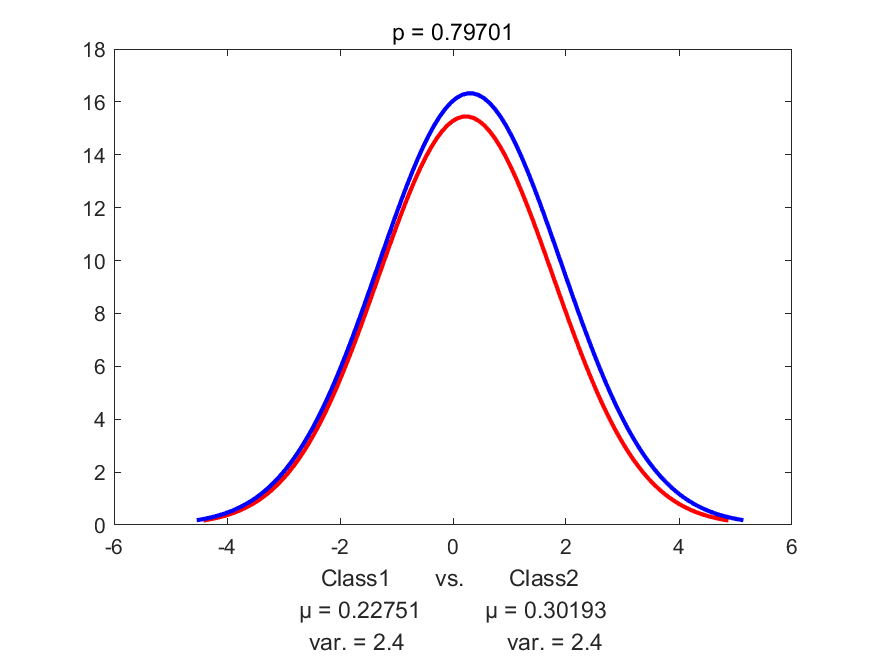 p = 0.79701
18
16
14
12
10
8
6
4
2
0
-6 -4 -2 0 2 4 6
Class1 vs. Class2
μ = 0.22751 μ = 0.30193
var. = 2.4 var. = 2.4